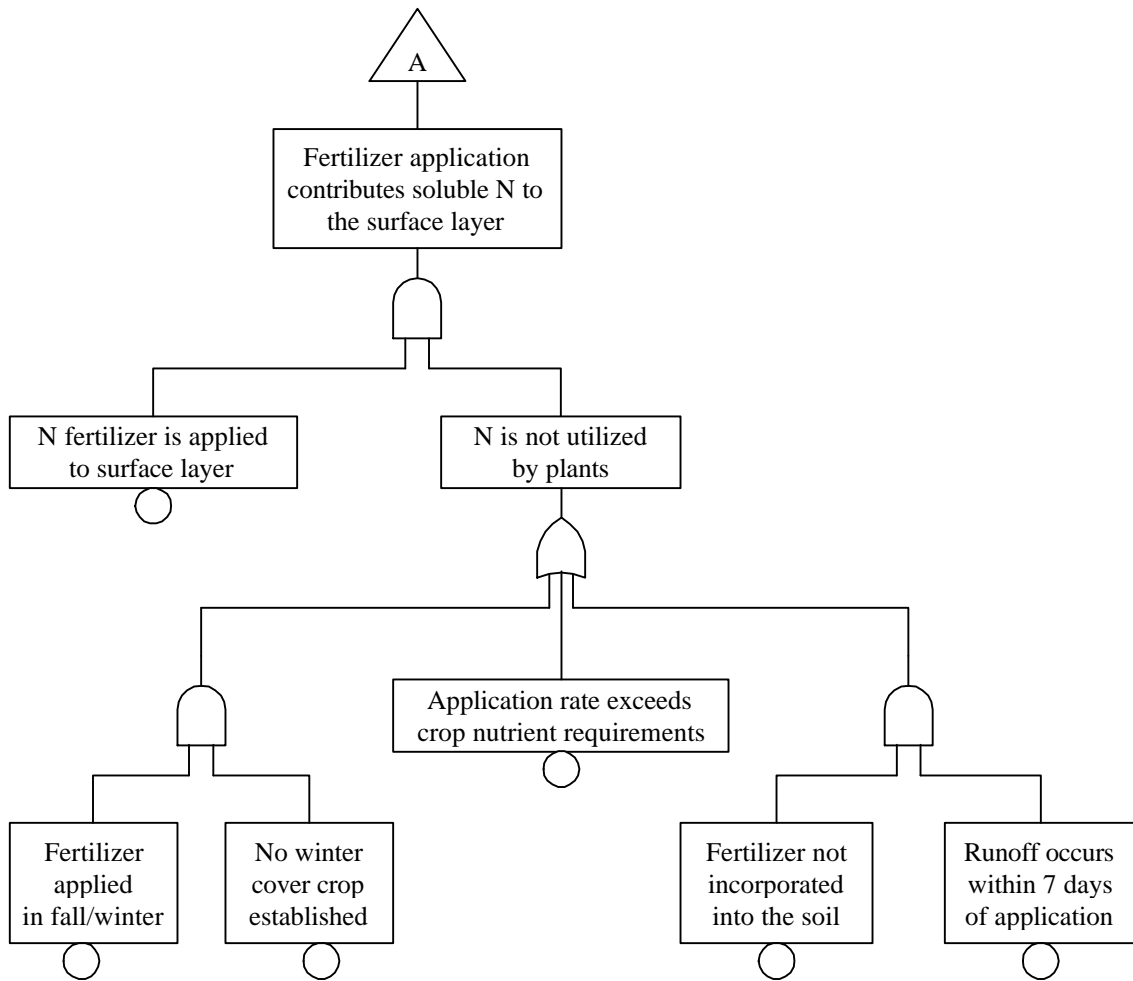 A
Fertilizer application
contributes soluble N to
the surface layer
N fertilizer is applied
to surface layer
N is not utilized
by plants
Application rate exceeds
crop nutrient requirements
Fertilizer
applied
in fall/winter
No winter
cover crop
established
Fertilizer not
incorporated
into the soil
Runoff occurs
within 7 days
of application